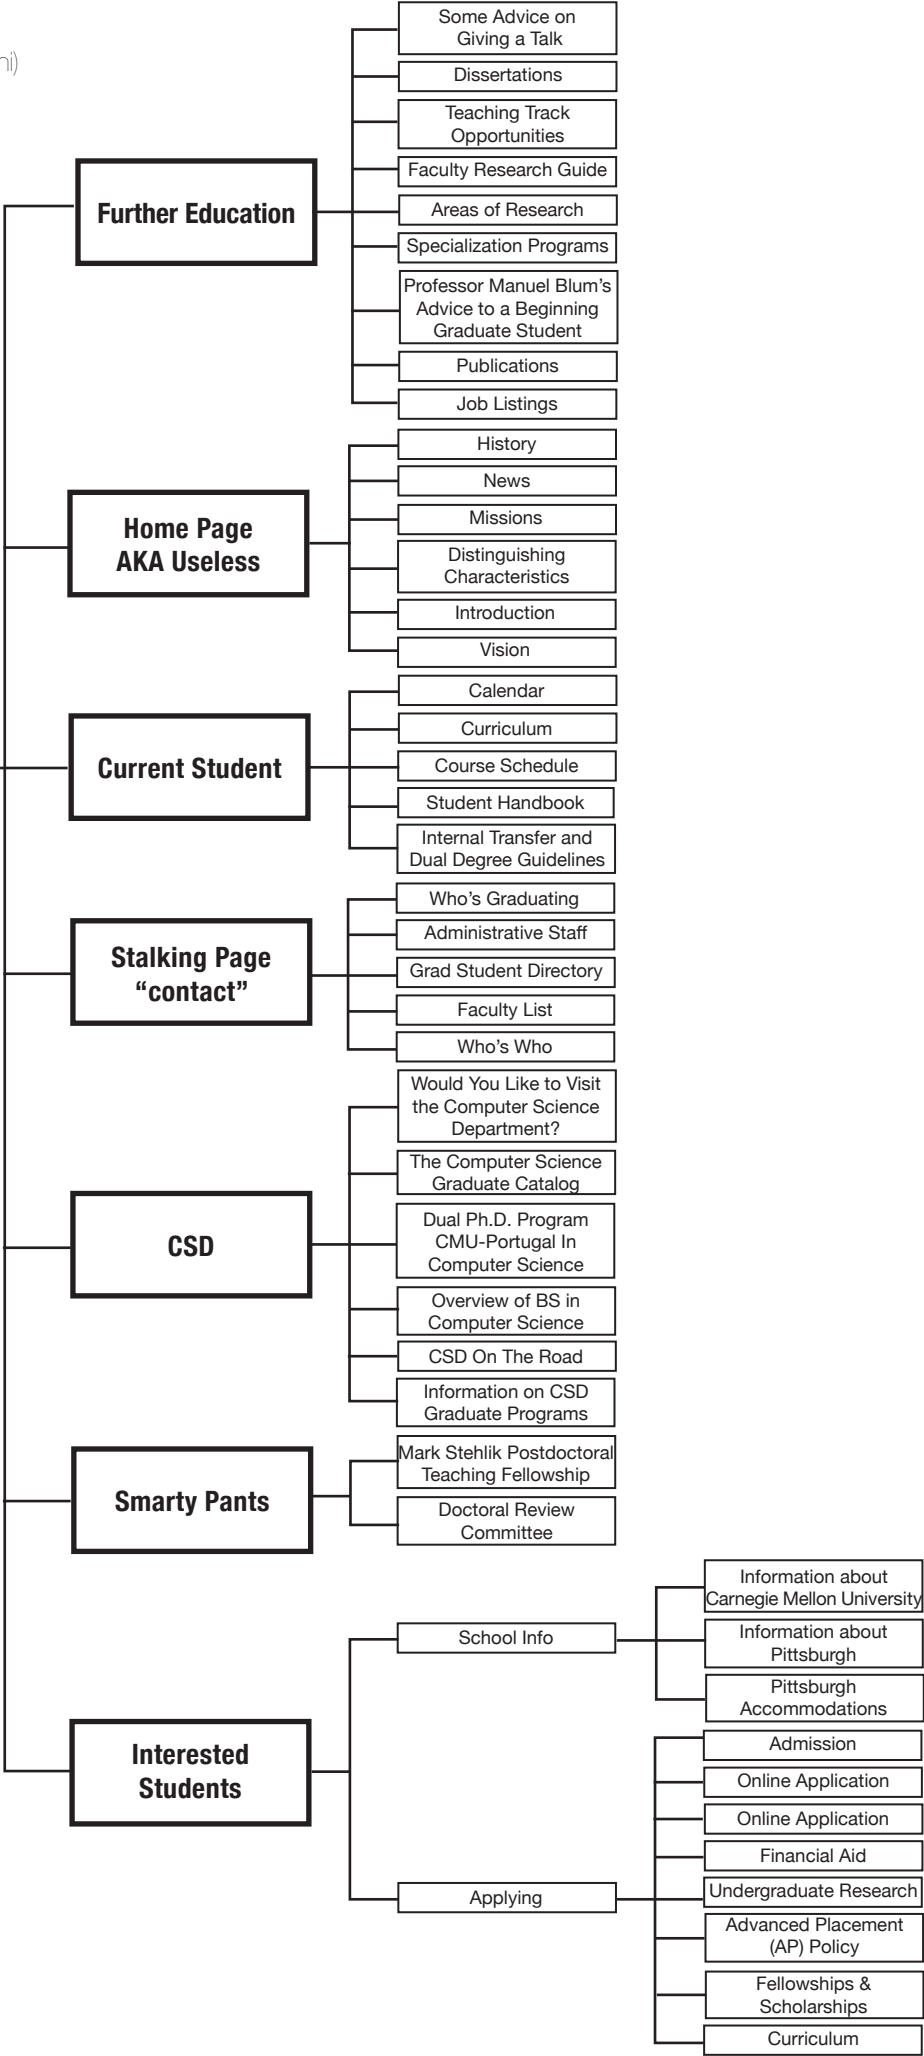 ni)
Further Education
Some Advice on
Giving a Talk
Dissertations
Teaching Track
Opportunities
Faculty Research Guide
Areas of Research
Specialization Programs
Professor Manuel Blum’s
Advice to a Beginning
Graduate Student
Publications
Job Listings
Home Page
AKA Useless
History
News
Missions
Distinguishing
Characteristics
Introduction
Vision
Current Student
Calendar
Curriculum
Course Schedule
Student Handbook
Internal Transfer and
Dual Degree Guidelines
Stalking Page
“contact”
Who’s Graduating
Administrative Staff
Grad Student Directory
Faculty List
Who’s Who
CSD
Would You Like to Visit
the Computer Science
Department?
The Computer Science
Graduate Catalog
Dual Ph.D. Program
CMU-Portugal In
Computer Science
Overview of BS in
Computer Science
CSD On The Road
Information on CSD
Graduate Programs
Smarty Pants
Mark Stehlik Postdoctoral
Teaching Fellowship
Doctoral Review
Committee
Interested
Students
School Info
Information about
Carnegie Mellon University
Information about
Pittsburgh
Pittsburgh
Accommodations
Applying
Admission
Online Application
Online Application
Financial Aid
Undergraduate Research
Advanced Placement
(AP) Policy
Fellowships &
Scholarships
Curriculum